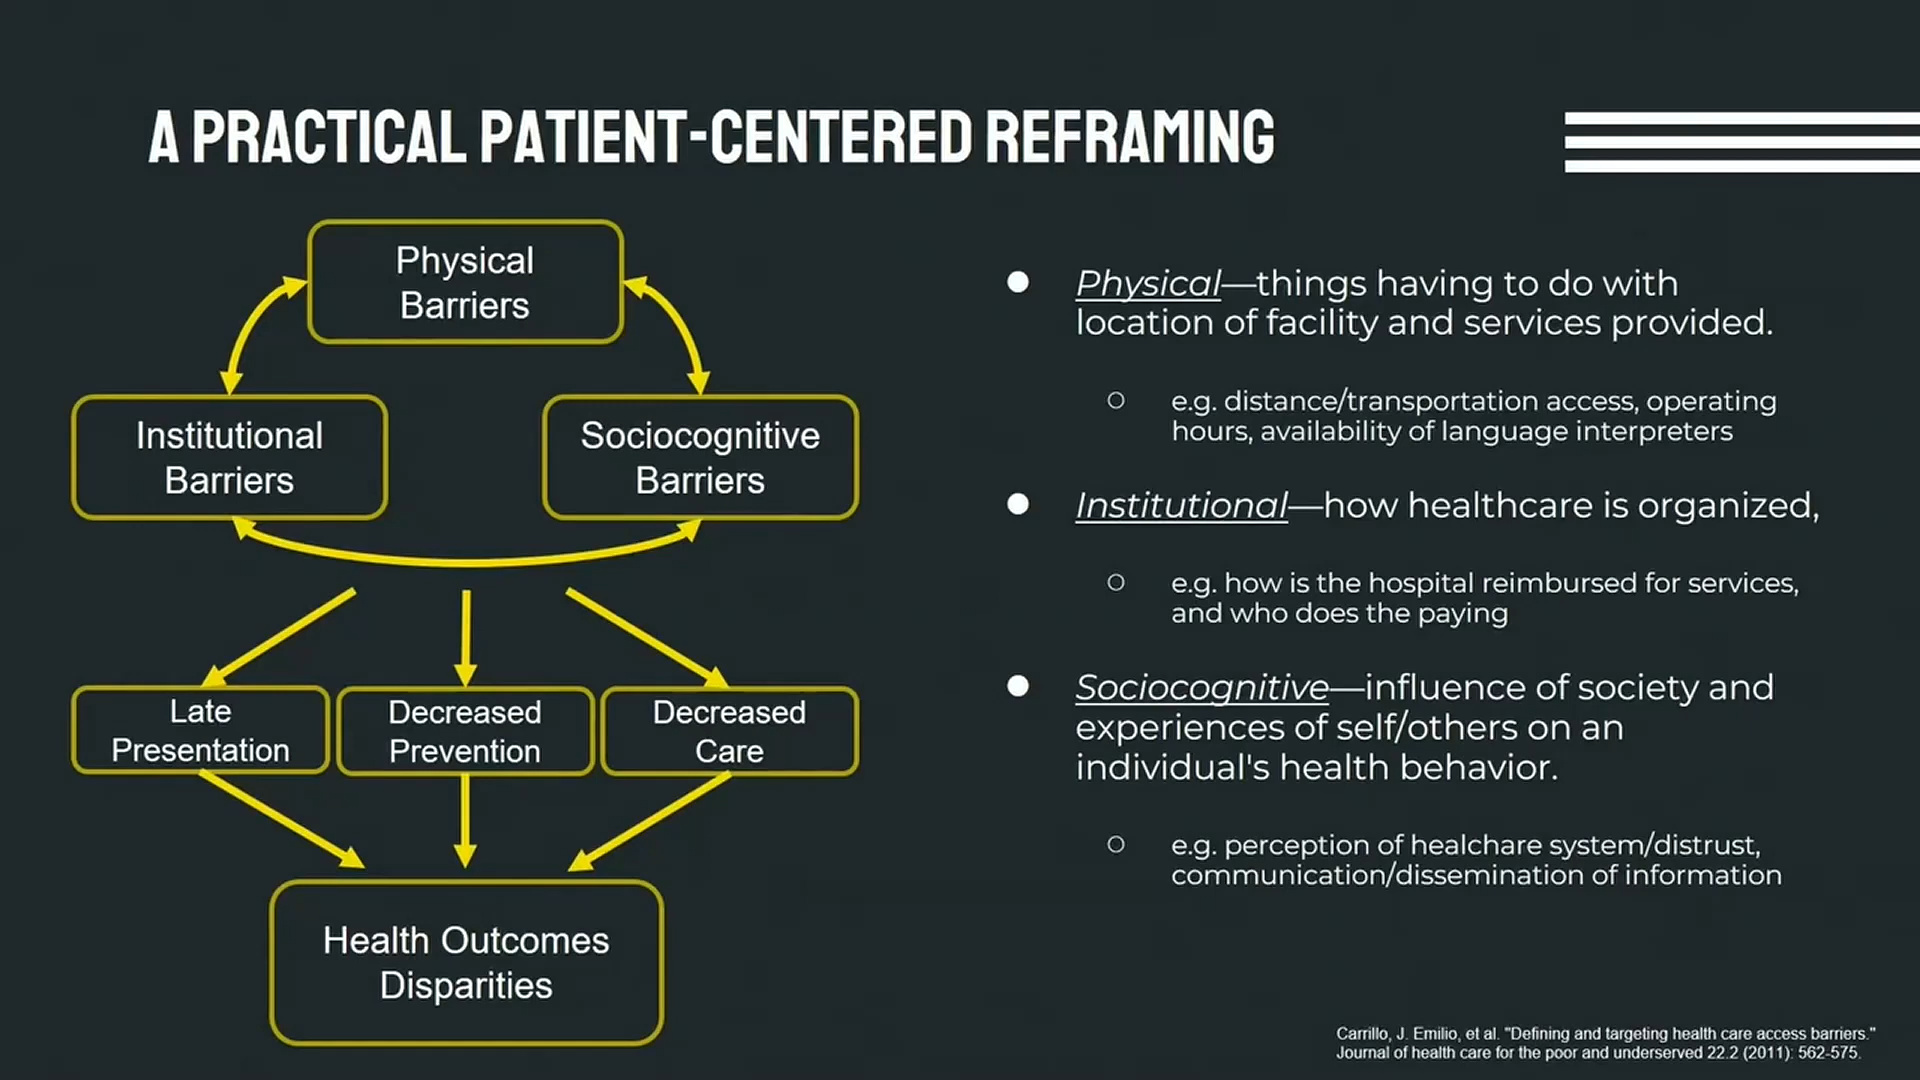 A PRACTICAL PATIENT-CENTERED REFRAMING
Physical
Barriers
Institutional
Barriers
Sociocognitive
Barriers
Late
Presentation
Decreased
Prevention
Decreased
Care
Health Outcomes
Disparities
Physical—things having to do with
location of facility and services provided.
e.g. distance/transportation access, operating
hours, availability of language interpreters
Institutional—how healthcare is organized,
e.g. how is the hospital reimbursed for services,
and who does the paying
Sociocognitive—influence of society and
experiences of self/others on an
individual's health behavior.
e.g. perception of healchare system/distrust,
communication/dissemination of information
Carrillo, J. Emilio, et al. "Defining and targeting health care access barriers."
Journal of health care for the poor and underserved 22.2 (2011): 562-575.